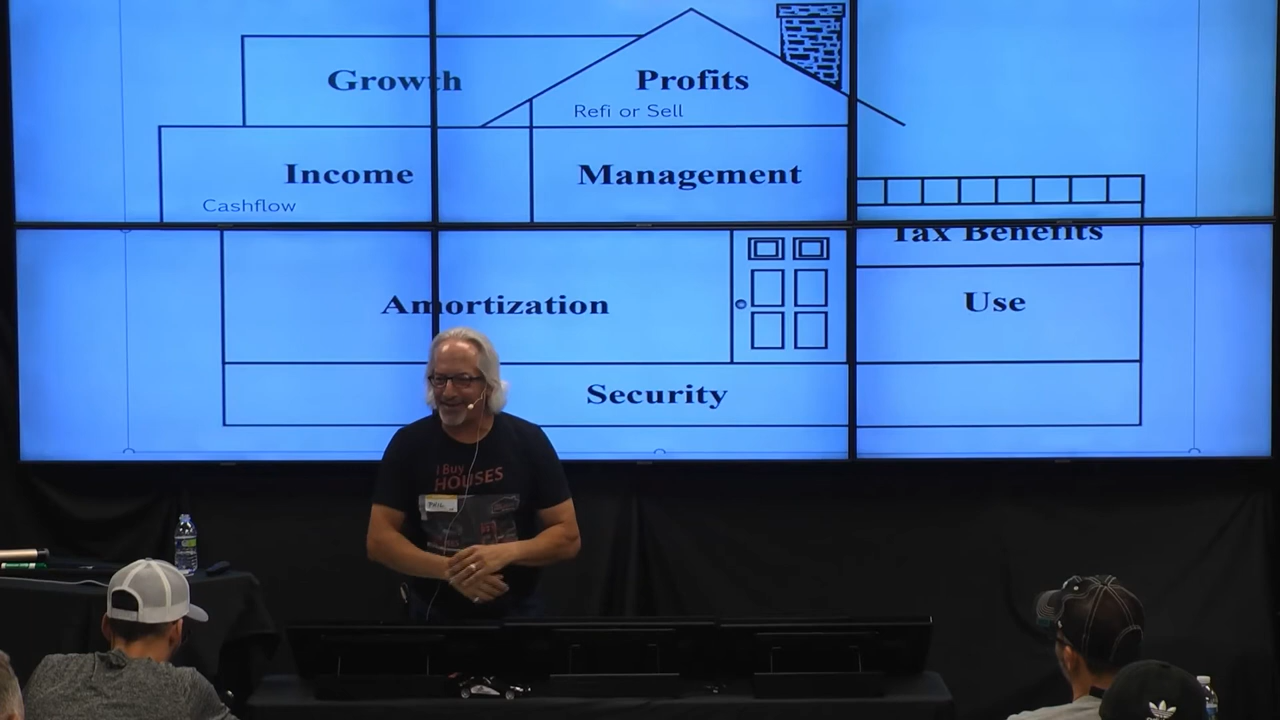 Growth
Profits
Refi or Sell
Income
Management
Cashflow
Tax Benefits
Amortization
Use
Security
I Buy
HOUSES
PHIL